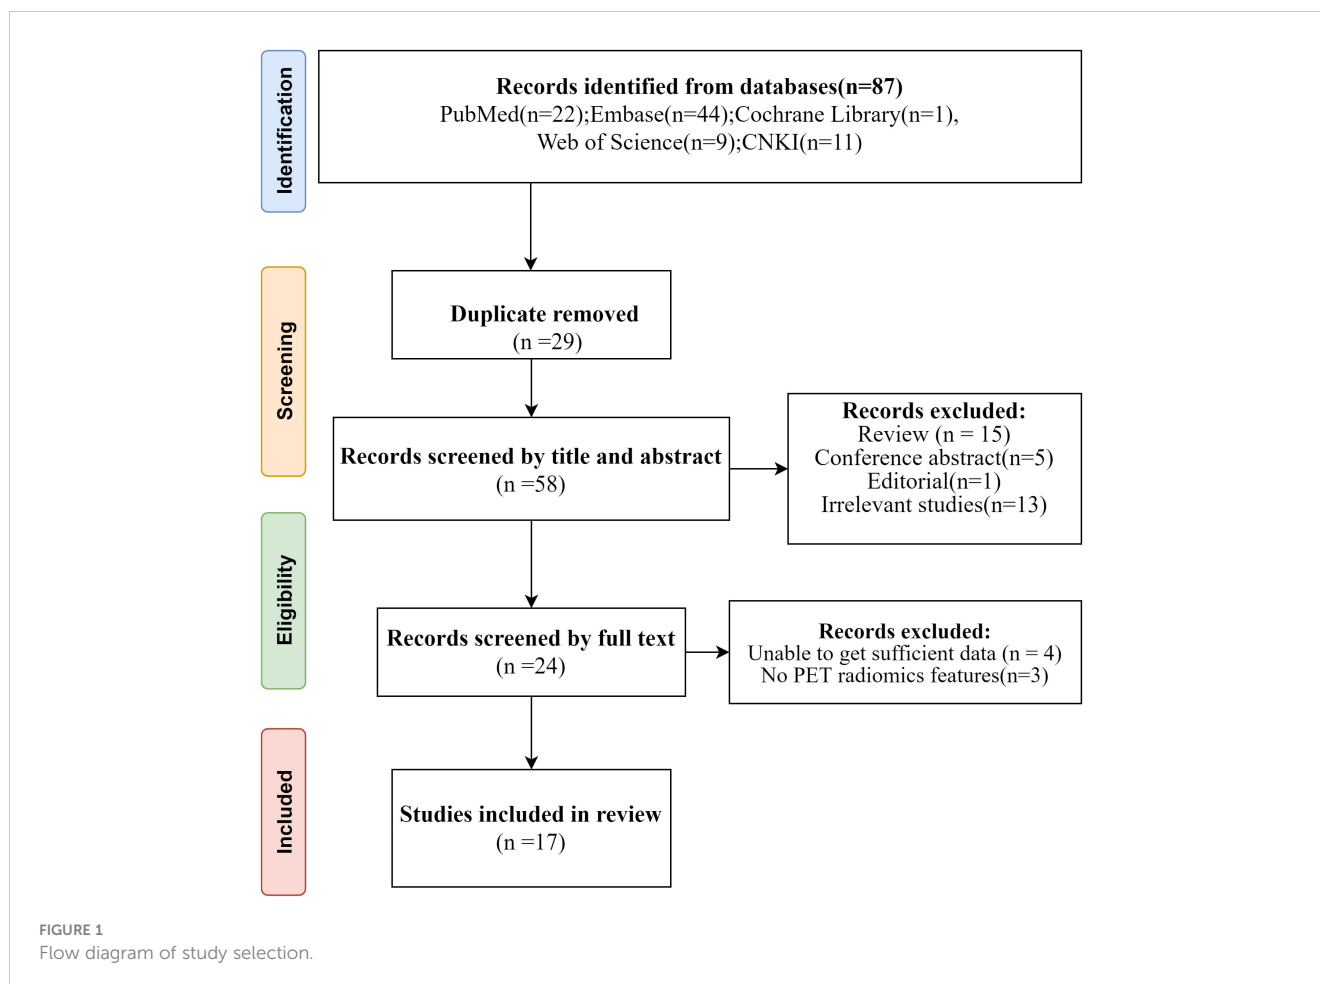 Identification
Records identified from databases(n=87)
PubMed(n=22);Embase(n=44);Cochrane Library(n=1),
Web of Science(n=9);CNKI(n=11)
Screening
Duplicate removed
(n =29)
Records screened by title and abstract
(n =58)
Records excluded:
Review (n = 15)
Conference abstract(n=5)
Editorial(n=1)
Irrelevant studies(n=13)
Eligibility
Records screened by full text
(n =24)
Records excluded:
Unable to get sufficient data (n = 4)
No PET radiomics features(n=3)
Included
Studies included in review
(n =17)
FIGURE 1
Flow diagram of study selection.